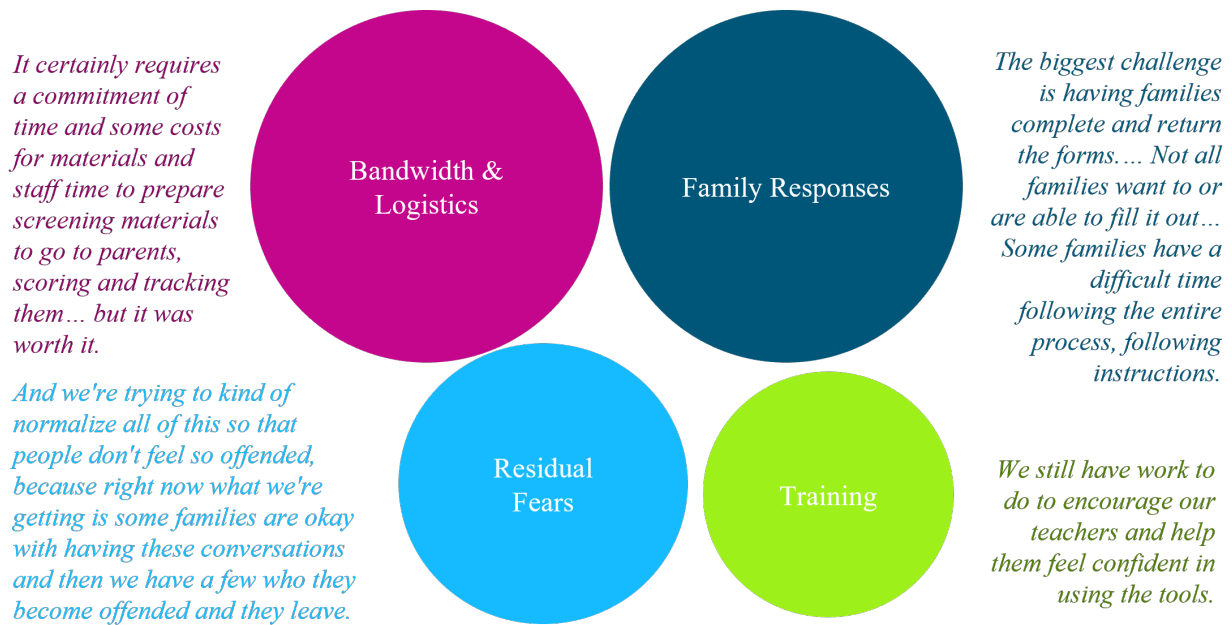 It certainly requires
a commitment of
time and some costs
for materials and
staff time to prepare
screening materials
to go to parents,
scoring and tracking
them… but it was
worth it.
Bandwidth &
Logistics
Family Responses
The biggest challenge
is having families
complete and return
the forms.… Not all
families want to or
are able to fill it out…
Some families have a
difficult time
following the entire
process, following
instructions.
And we're trying to kind of
normalize all of this so that
people don't feel so offended,
because right now what we're
getting is some families are okay
with having these conversations
and then we have a few who they
become offended and they leave.
Residual
Fears
Training
We still have work to
do to encourage our
teachers and help
them feel confident in
using the tools.